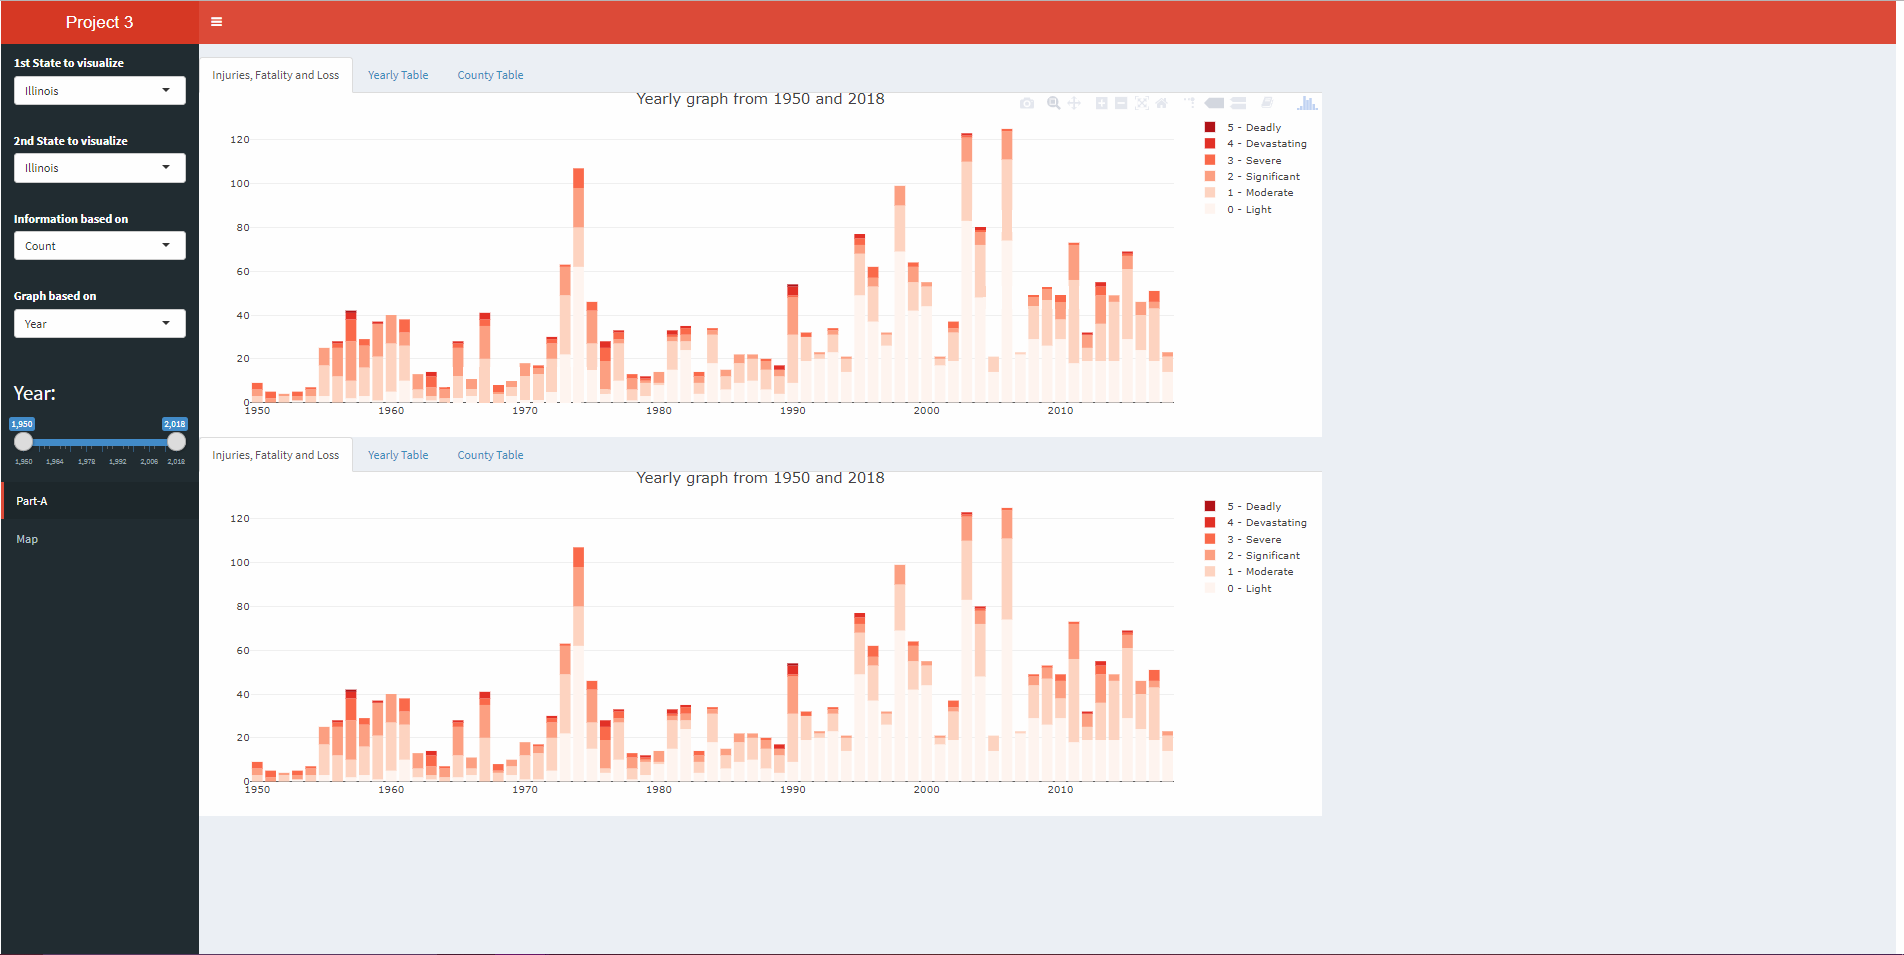 Project 3
1st State to visualize
Illinois
2nd State to visualize
Illinois
Information based on
Count
Graph based on
Year
Year:
1,950 2,018
1,950 1,964 1,978 1,992 2,006 2,018
Part-A
Map
Injuries, Fatality and Loss Yearly Table County Table
Yearly graph from 1950 and 2018
5 - Deadly
4 - Devastating
3 - Severe
2 - Significant
1 - Moderate
0 - Light
120
100
80
60
40
20
0
1950 1960 1970 1980 1990 2000 2010
Injuries, Fatality and Loss Yearly Table County Table
Yearly graph from 1950 and 2018
5 - Deadly
4 - Devastating
3 - Severe
2 - Significant
1 - Moderate
0 - Light
120
100
80
60
40
20
0
1950 1960 1970 1980 1990 2000 2010